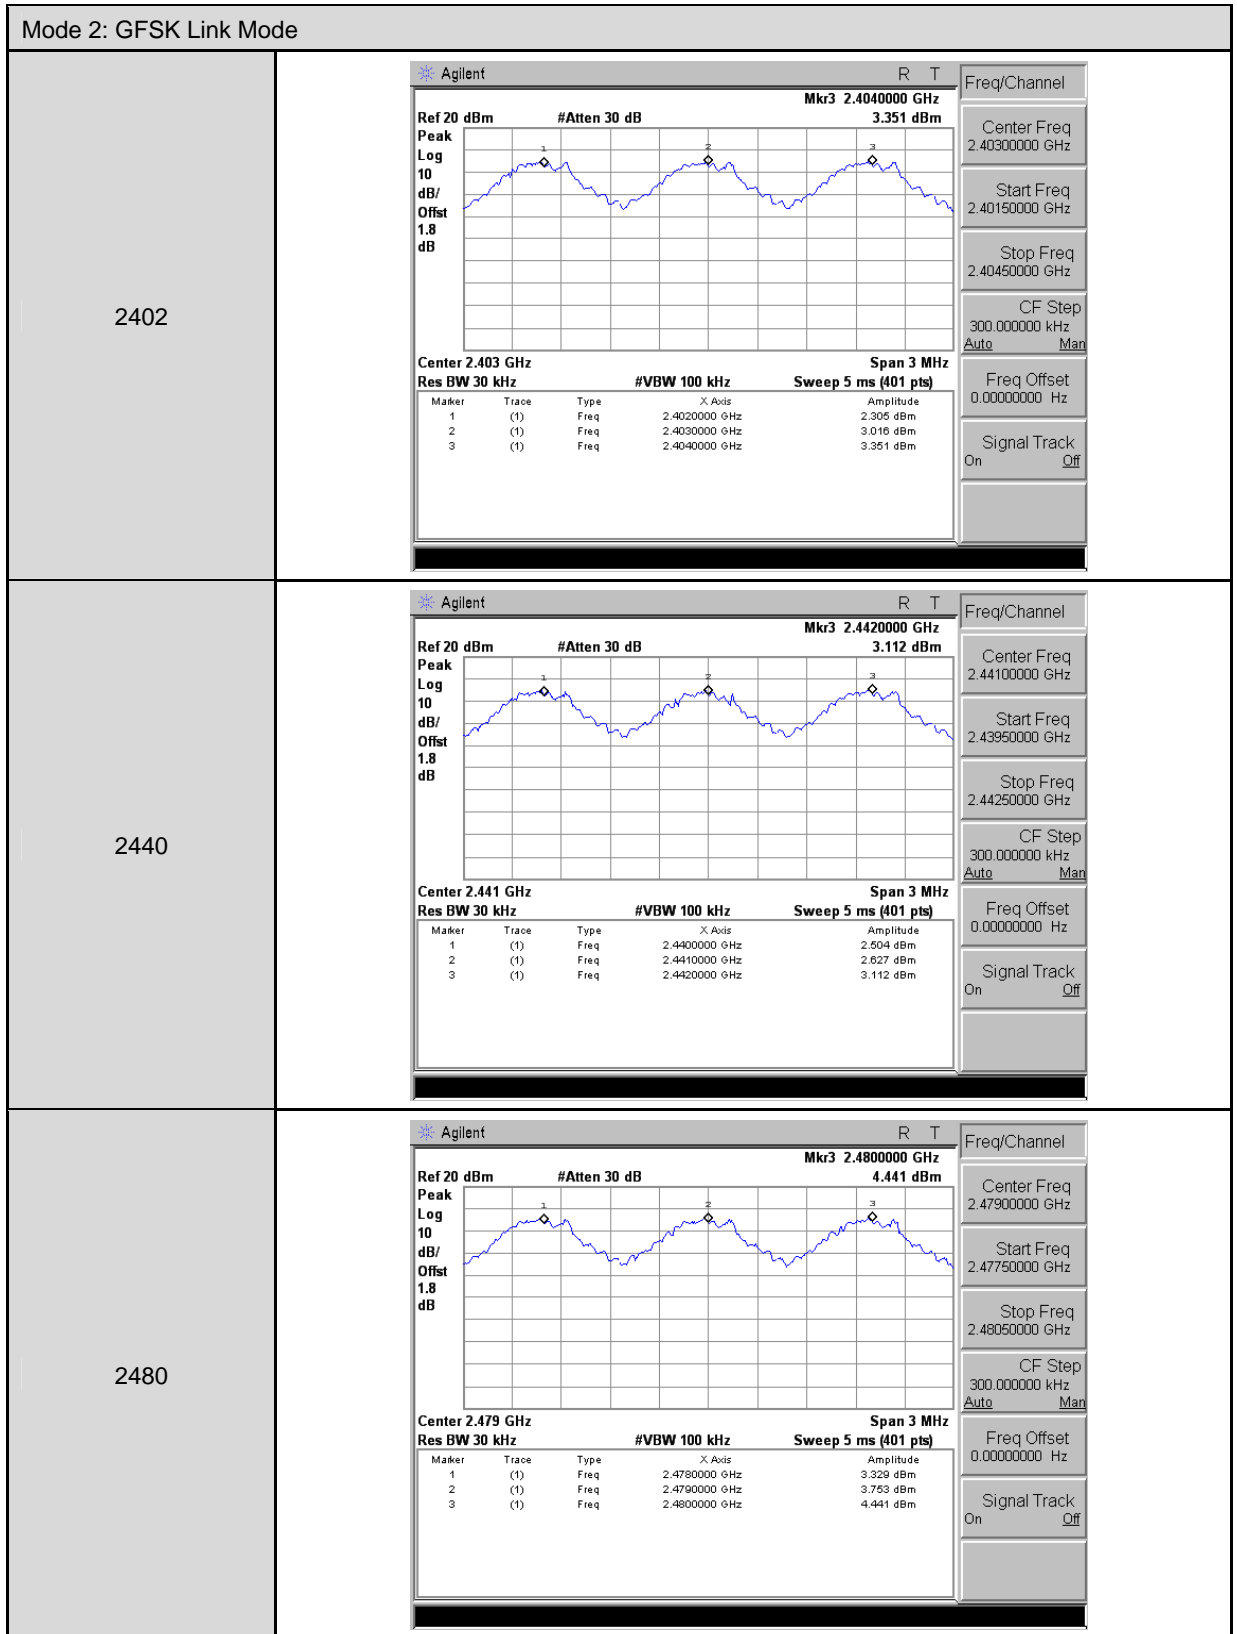 Mode 2: GFSK Link Mode
2402
Agilent R T
Mkr3 2.4040000 GHz
Ref 20 dBm #Atten 30 dB 3.351 dBm
Peak
Log
10
dB/
Offst
1.8
dB
1 2 3
Center 2.403 GHz Span 3 MHz
Res BW 30 kHz #VBW 100 kHz Sweep 5 ms (401 pts)
Marker Trace Type X Axis Amplitude
1 (1) Freq 2.4020000 GHz 2.305 dBm
2 (1) Freq 2.4030000 GHz 3.016 dBm
3 (1) Freq 2.4040000 GHz 3.351 dBm
Freq/Channel
Center Freq
2.40300000 GHz
Start Freq
2.40150000 GHz
Stop Freq
2.40450000 GHz
CF Step
300.000000 kHz
Auto Man
Freq Offset
0.00000000 Hz
Signal Track
On Off
2440
Agilent R T
Mkr3 2.4420000 GHz
Ref 20 dBm #Atten 30 dB 3.112 dBm
Peak
Log
10
dB/
Offst
1.8
dB
1 2 3
Center 2.441 GHz Span 3 MHz
Res BW 30 kHz #VBW 100 kHz Sweep 5 ms (401 pts)
Marker Trace Type X Axis Amplitude
1 (1) Freq 2.4400000 GHz 2.504 dBm
2 (1) Freq 2.4410000 GHz 2.627 dBm
3 (1) Freq 2.4420000 GHz 3.112 dBm
Freq/Channel
Center Freq
2.44100000 GHz
Start Freq
2.43950000 GHz
Stop Freq
2.44250000 GHz
CF Step
300.000000 kHz
Auto Man
Freq Offset
0.00000000 Hz
Signal Track
On Off
2480
Agilent R T
Mkr3 2.4800000 GHz
Ref 20 dBm #Atten 30 dB 4.441 dBm
Peak
Log
10
dB/
Offst
1.8
dB
1 2 3
Center 2.479 GHz Span 3 MHz
Res BW 30 kHz #VBW 100 kHz Sweep 5 ms (401 pts)
Marker Trace Type X Axis Amplitude
1 (1) Freq 2.4780000 GHz 3.329 dBm
2 (1) Freq 2.4790000 GHz 3.753 dBm
3 (1) Freq 2.4800000 GHz 4.441 dBm
Freq/Channel
Center Freq
2.47900000 GHz
Start Freq
2.47750000 GHz
Stop Freq
2.48050000 GHz
CF Step
300.000000 kHz
Auto Man
Freq Offset
0.00000000 Hz
Signal Track
On Off